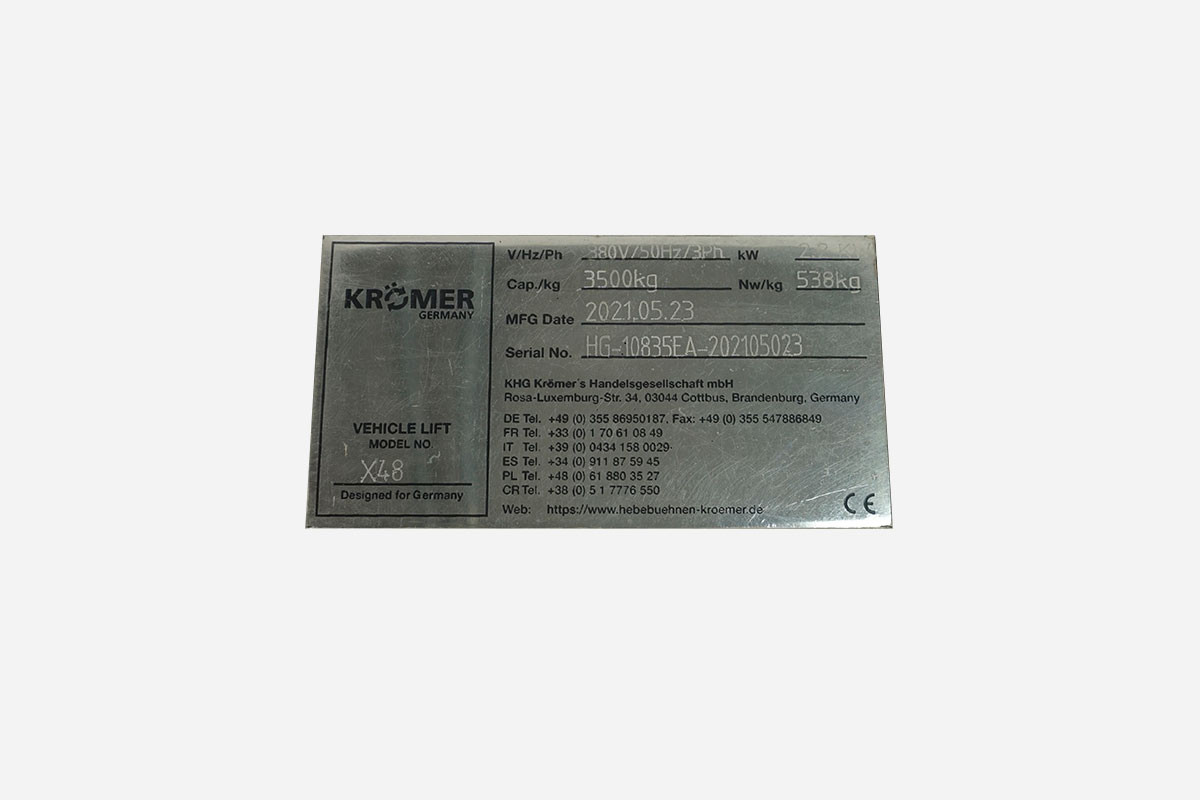 KRÖMER
GERMANY
VEHICLE LIFT
MODEL NO.
X48
Designed for Germany
V/Hz/Ph 380V/50Hz/3Ph kW
Cap./kg 3500kg Nw/kg 538kg
MFG Date 2021.05.23
Serial No. HG-10835EA-202105023
KHG Krömer´s Handelsgesellschaft mbH
Rosa-Luxemburg-Str. 34, 03044 Cottbus, Brandenburg, Germany
DE Tel. +49 (0) 355 86950187, Fax: +49 (0) 355 547886849
FR Tel. +33 (0) 1 70 61 08 49
IT Tel. +39 (0) 0434 158 0029
ES Tel. +34 (0) 911 87 59 45
PL Tel. +48 (0) 61 880 35 27
CR Tel. +38 (0) 5 1 7776 550
Web: https://www.hebebuehnen-kroemer.de
CE